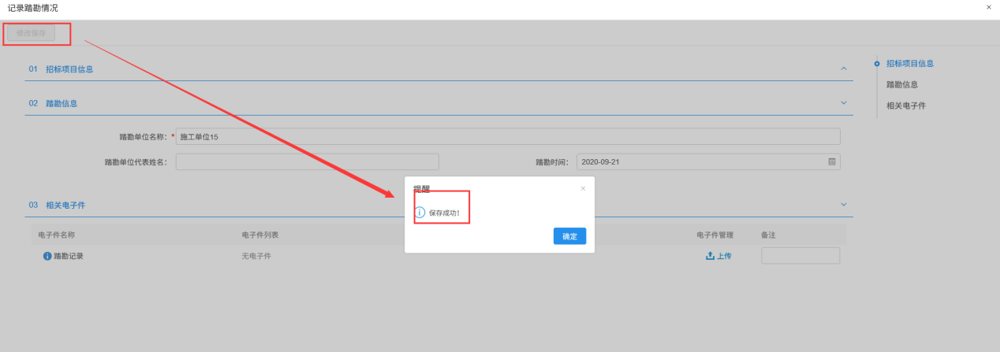 记录踏勘情况 ×
修改保存
01 招标项目信息
招标项目信息
踏勘信息
02 踏勘信息
相关电子件
踏勘单位名称: * 施工单位15
踏勘单位代表姓名: 踏勘时间: 2020-09-21
提醒 ×
保存成功!
确定
03 相关电子件
电子件名称 电子件列表 电子件管理 备注
踏勘记录 无电子件 上传